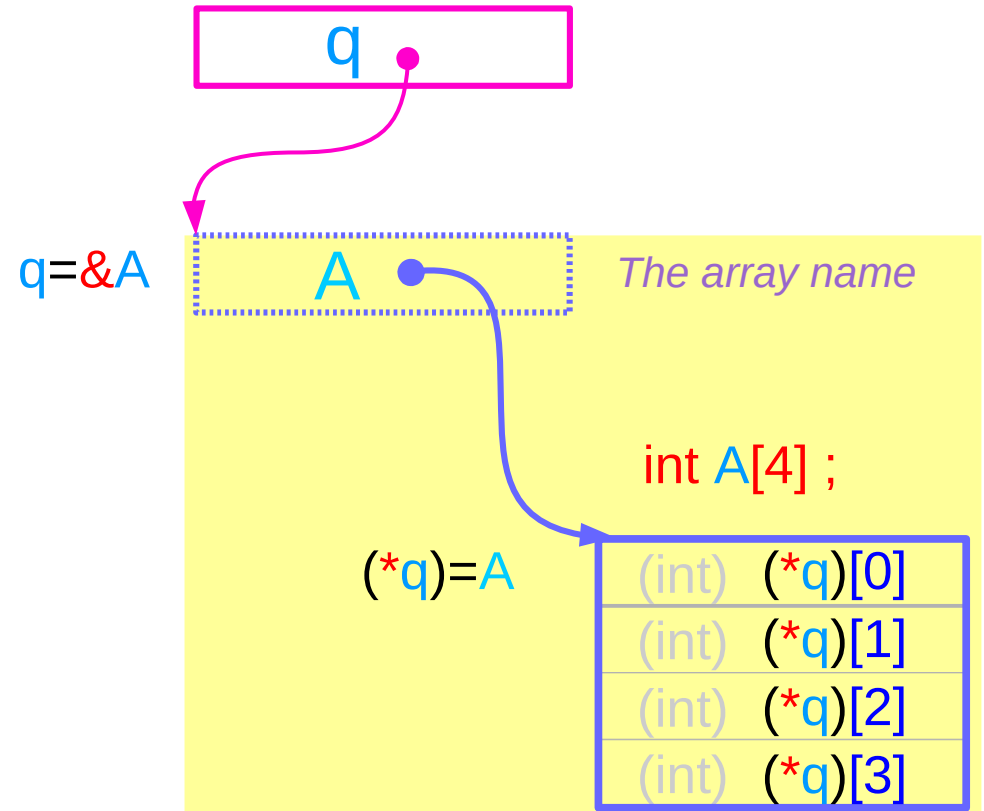 q
q=&A
A
The array name
int A[4] ;
(*q)=A
(int) (*q)[0]
(int) (*q)[1]
(int) (*q)[2]
(int) (*q)[3]